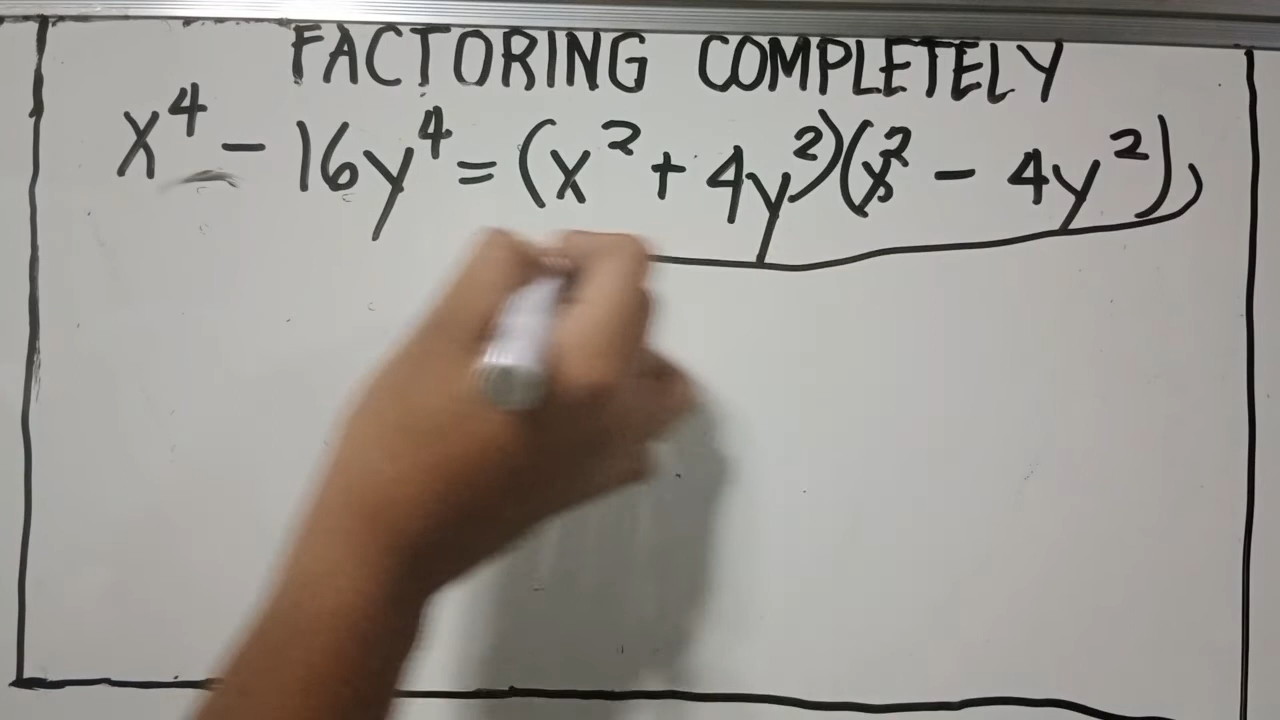 FACTORING COMPLETELY
x⁴ - 16y⁴ = (x² + 4y²)(x² - 4y²)